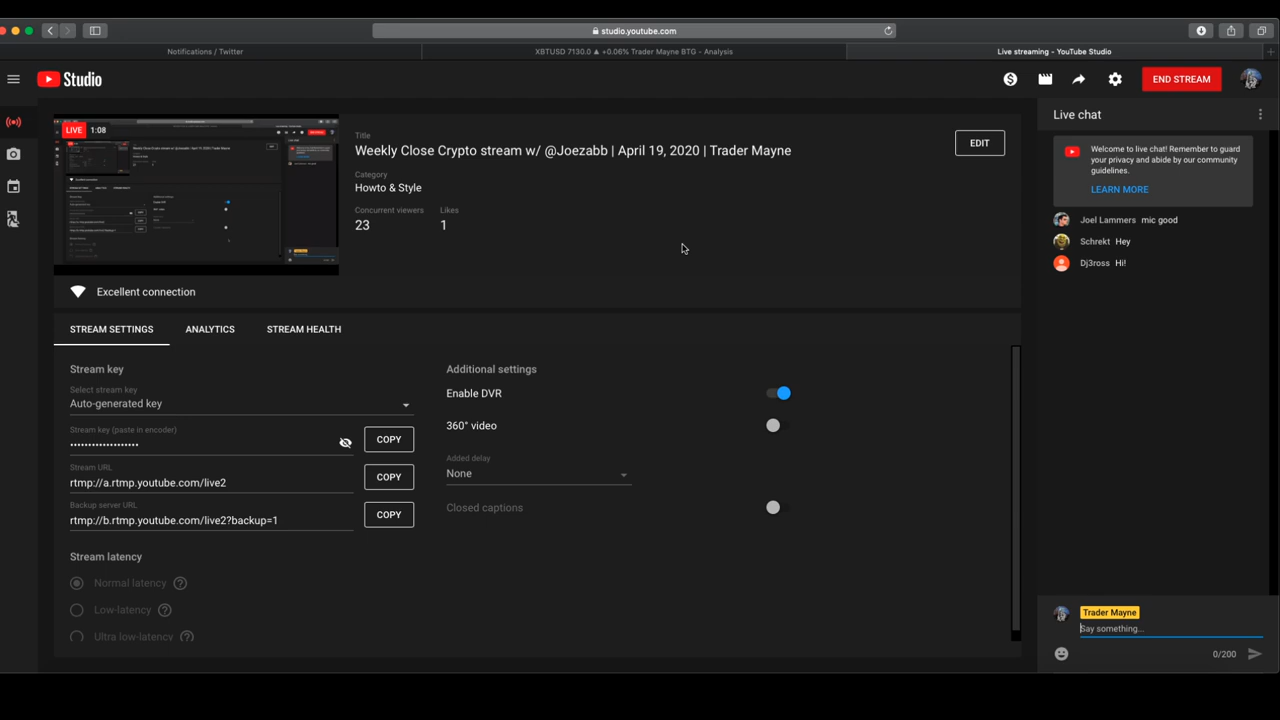 studio.youtube.com
Notifications / Twitter
XBTUSD 7130.0 ▲ +0.06% Trader Mayne BTG - Analysis
Live streaming - YouTube Studio
Studio
END STREAM
LIVE 1:08
Title
Weekly Close Crypto stream w/ @Joezabb | April 19, 2020 | Trader Mayne
EDIT
Category
Howto & Style
Concurrent viewers
Likes
23
1
Excellent connection
STREAM SETTINGS
ANALYTICS
STREAM HEALTH
Stream key
Select stream key
Auto-generated key
Stream key (paste in encoder)
•••••••••••••••••••
COPY
Stream URL
rtmp://a.rtmp.youtube.com/live2
COPY
Backup server URL
rtmp://b.rtmp.youtube.com/live2?backup=1
COPY
Stream latency
Normal latency
Low-latency
Ultra low-latency
Additional settings
Enable DVR
360° video
Added delay
None
Closed captions
Live chat
Welcome to live chat! Remember to guard
your privacy and abide by our community
guidelines.
LEARN MORE
Joel Lammers mic good
Schrekt Hey
Dj3ross Hi!
Trader Mayne
Say something...
0/200